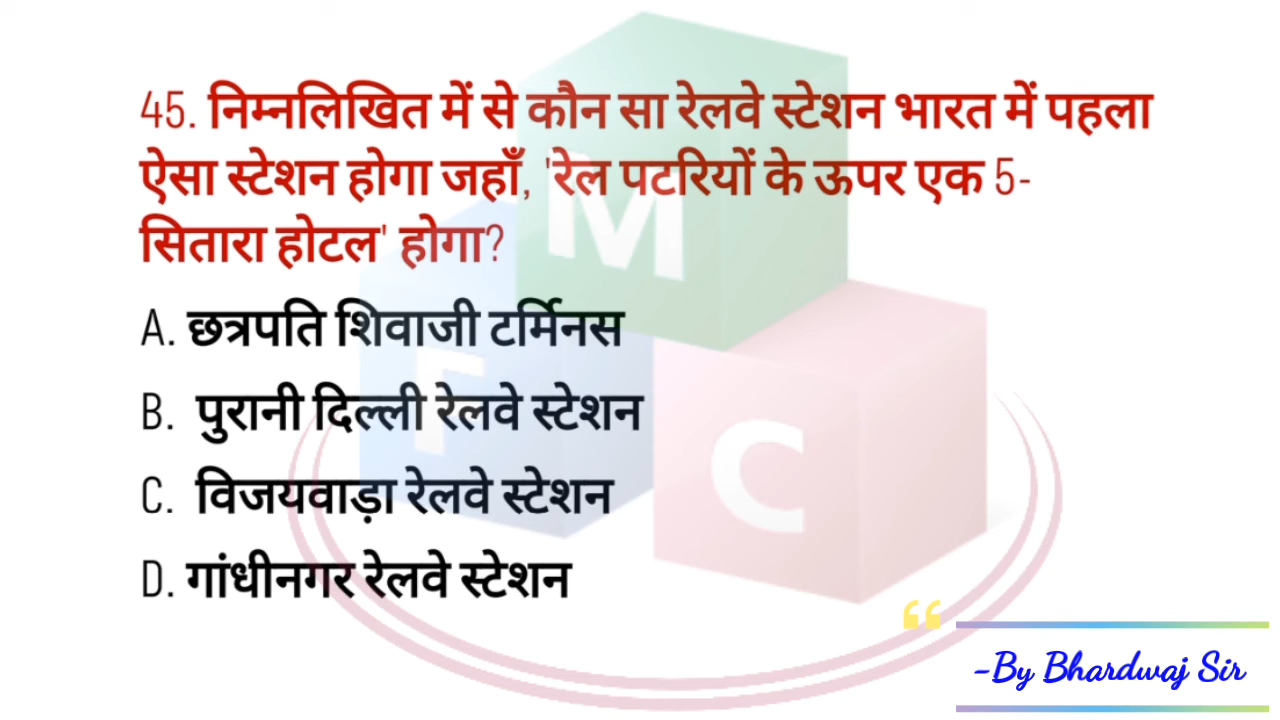 45. निम्नलिखित में से कौन सा रेलवे स्टेशन भारत में पहला
ऐसा स्टेशन होगा जहाँ, 'रेल पटरियों के ऊपर एक 5-
सितारा होटल' होगा?
A. छत्रपति शिवाजी टर्मिनस
B. पुरानी दिल्ली रेलवे स्टेशन
C. विजयवाड़ा रेलवे स्टेशन
D. गांधीनगर रेलवे स्टेशन
M
C
-By Bhardwaj Sir